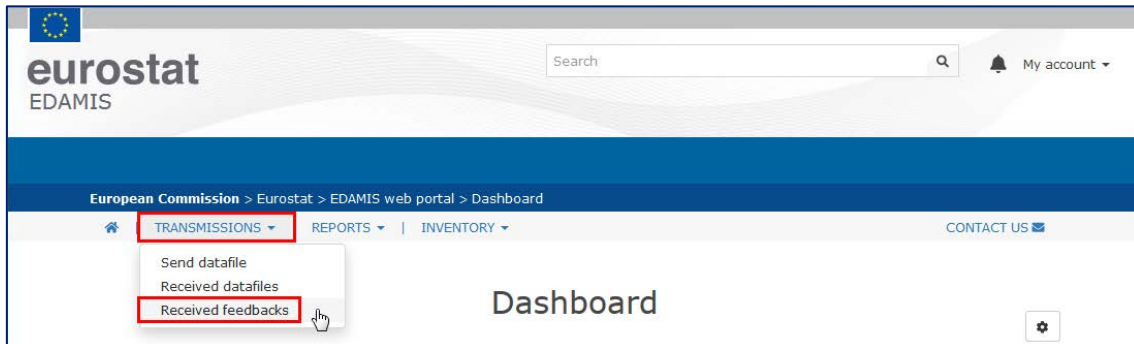 eurostat
EDAMIS
Search
My account
European Commission > Eurostat > EDAMIS web portal > Dashboard
| TRANSMISSIONS REPORTS | INVENTORY CONTACT US
Send datafile
Received datafiles
Received feedbacks
Dashboard